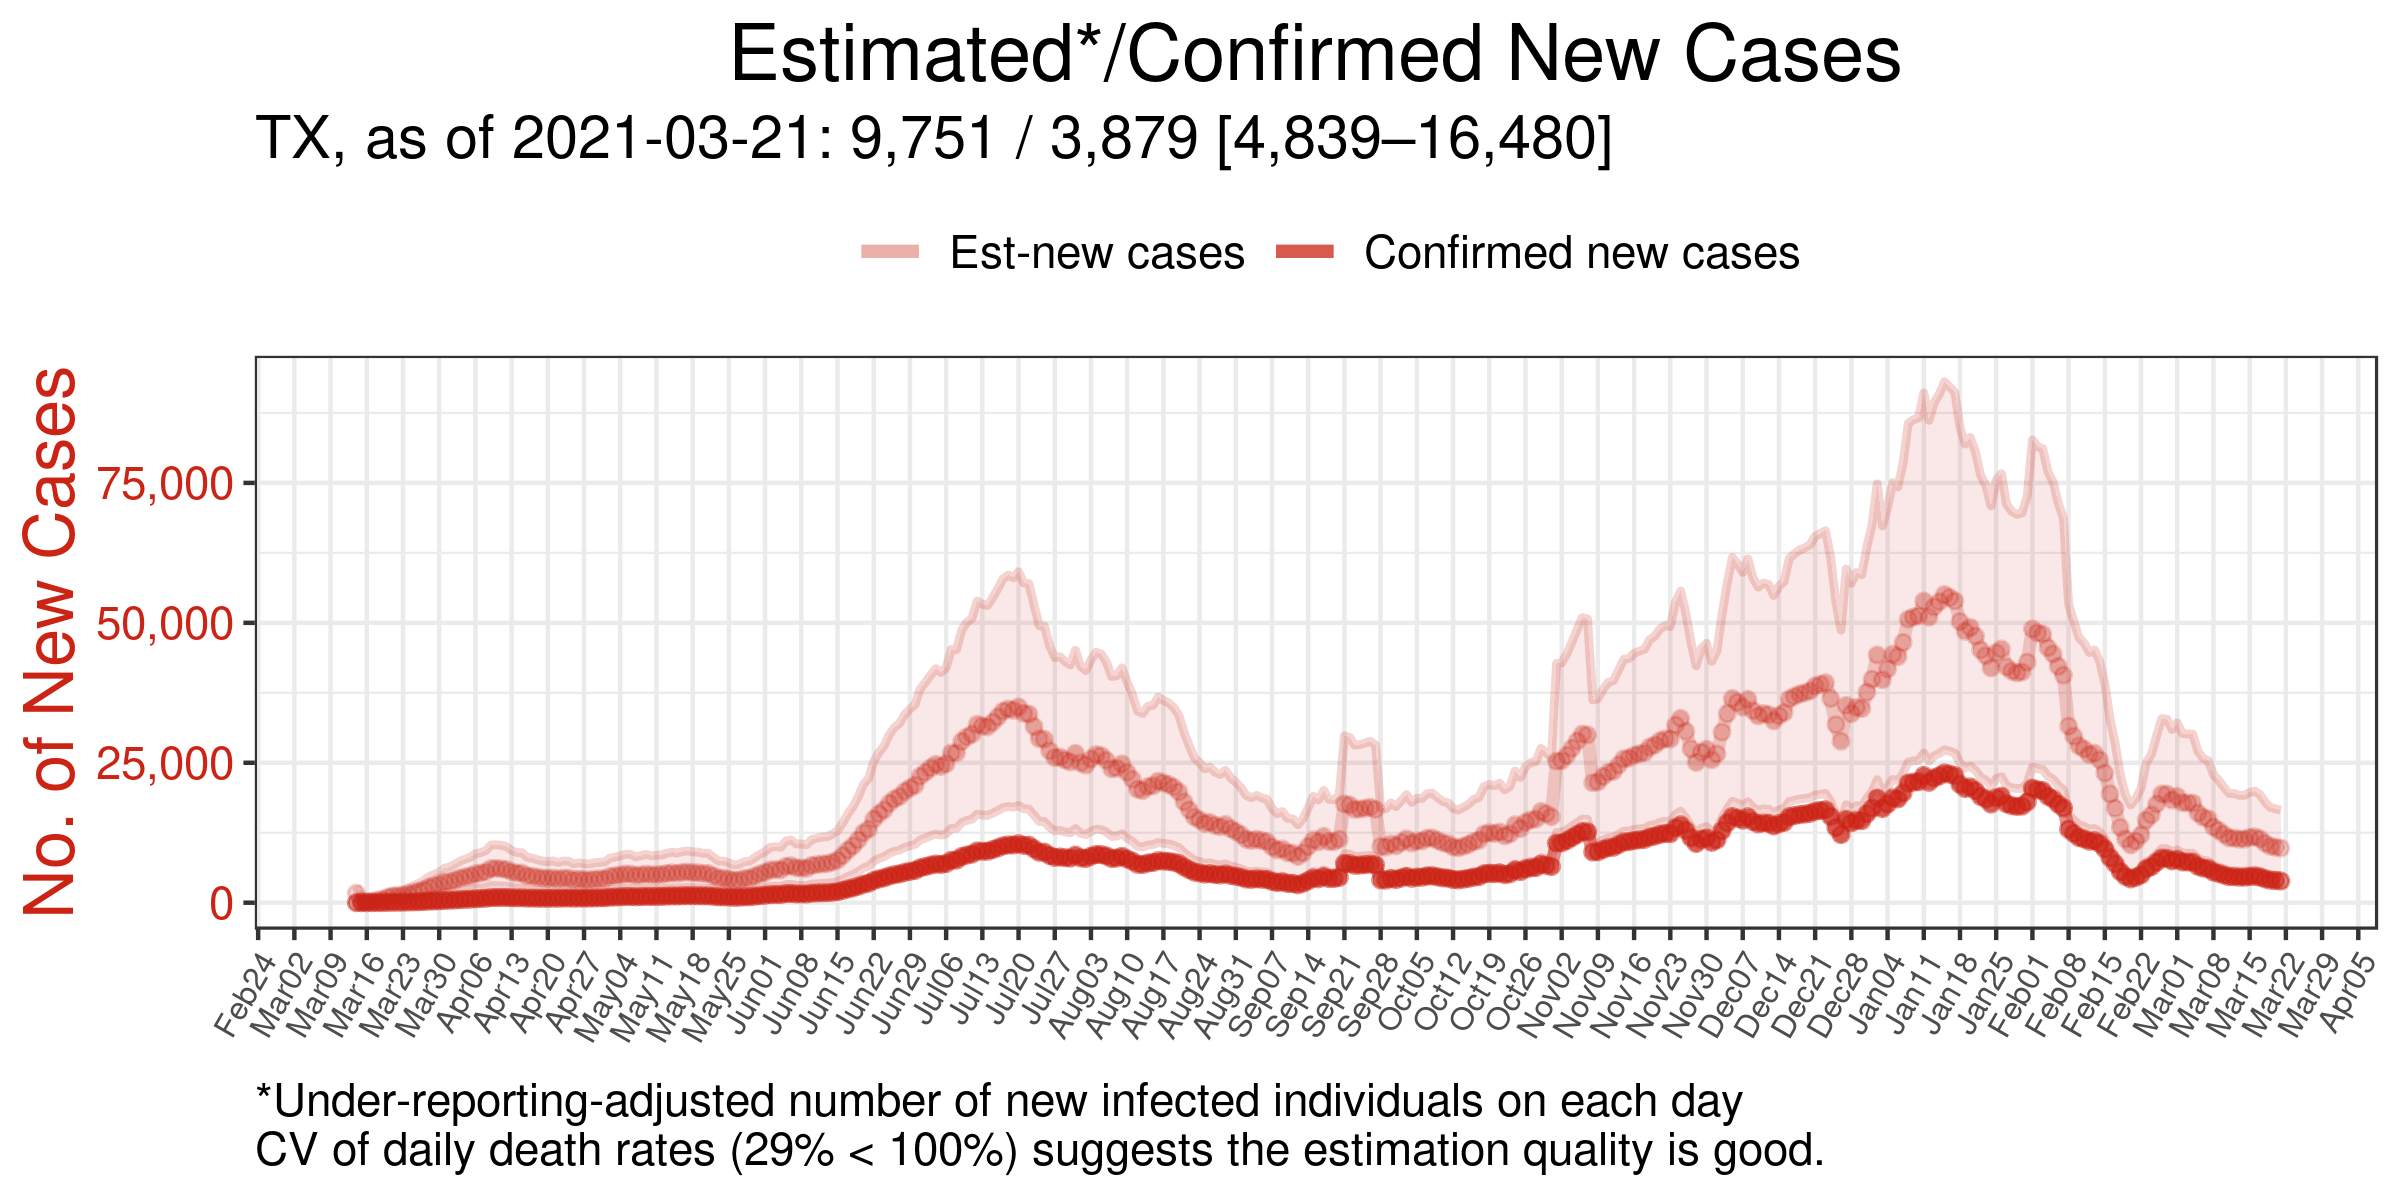 Estimated*/Confirmed New Cases
TX, as of 2021-03-21: 9,751 / 3,879 [4,839–16,480]
Est-new cases Confirmed new cases
No. of New Cases
75,000
50,000
25,000
0
Feb24 Mar02 Mar09 Mar16 Mar23 Mar30 Apr06 Apr13 Apr20 Apr27 May04 May11 May18 May25 Jun01 Jun08 Jun15 Jun22 Jun29 Jul06 Jul13 Jul20 Jul27 Aug03 Aug10 Aug17 Aug24 Aug31 Sep07 Sep14 Sep21 Sep28 Oct05 Oct12 Oct19 Oct26 Nov02 Nov09 Nov16 Nov23 Nov30 Dec07 Dec14 Dec21 Dec28 Jan04 Jan11 Jan18 Jan25 Feb01 Feb08 Feb15 Feb22 Mar01 Mar08 Mar15 Mar22 Mar29 Apr05
*Under-reporting-adjusted number of new infected individuals on each day
CV of daily death rates (29% < 100%) suggests the estimation quality is good.